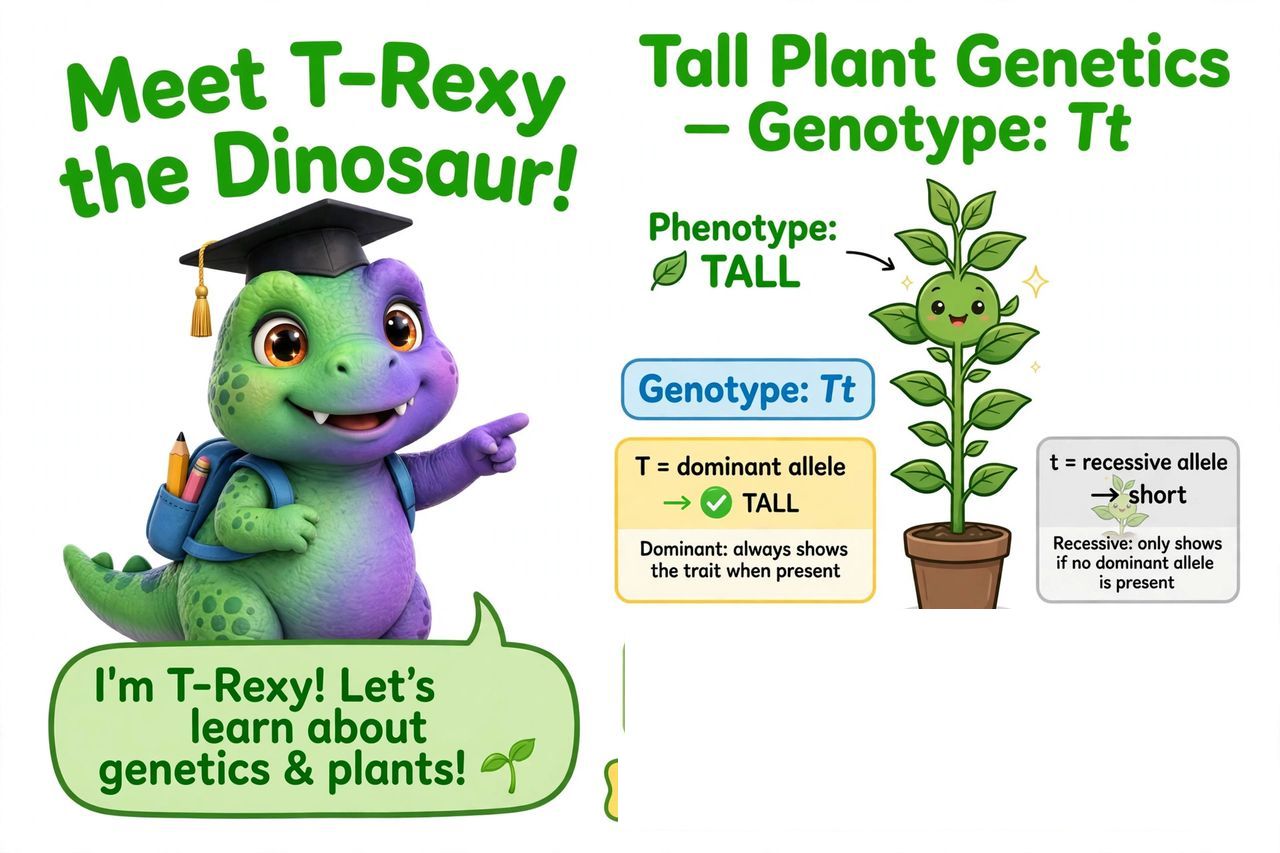 Meet T-Rexy
the Dinosaur!
I'm T-Rexy! Let's
learn about
genetics & plants!
Tall Plant Genetics
– Genotype: Tt
Phenotype:
TALL
Genotype: Tt
T = dominant allele
→ ✅ TALL
Dominant: always shows
the trait when present
t = recessive allele
→ short
Recessive: only shows
if no dominant allele
is present